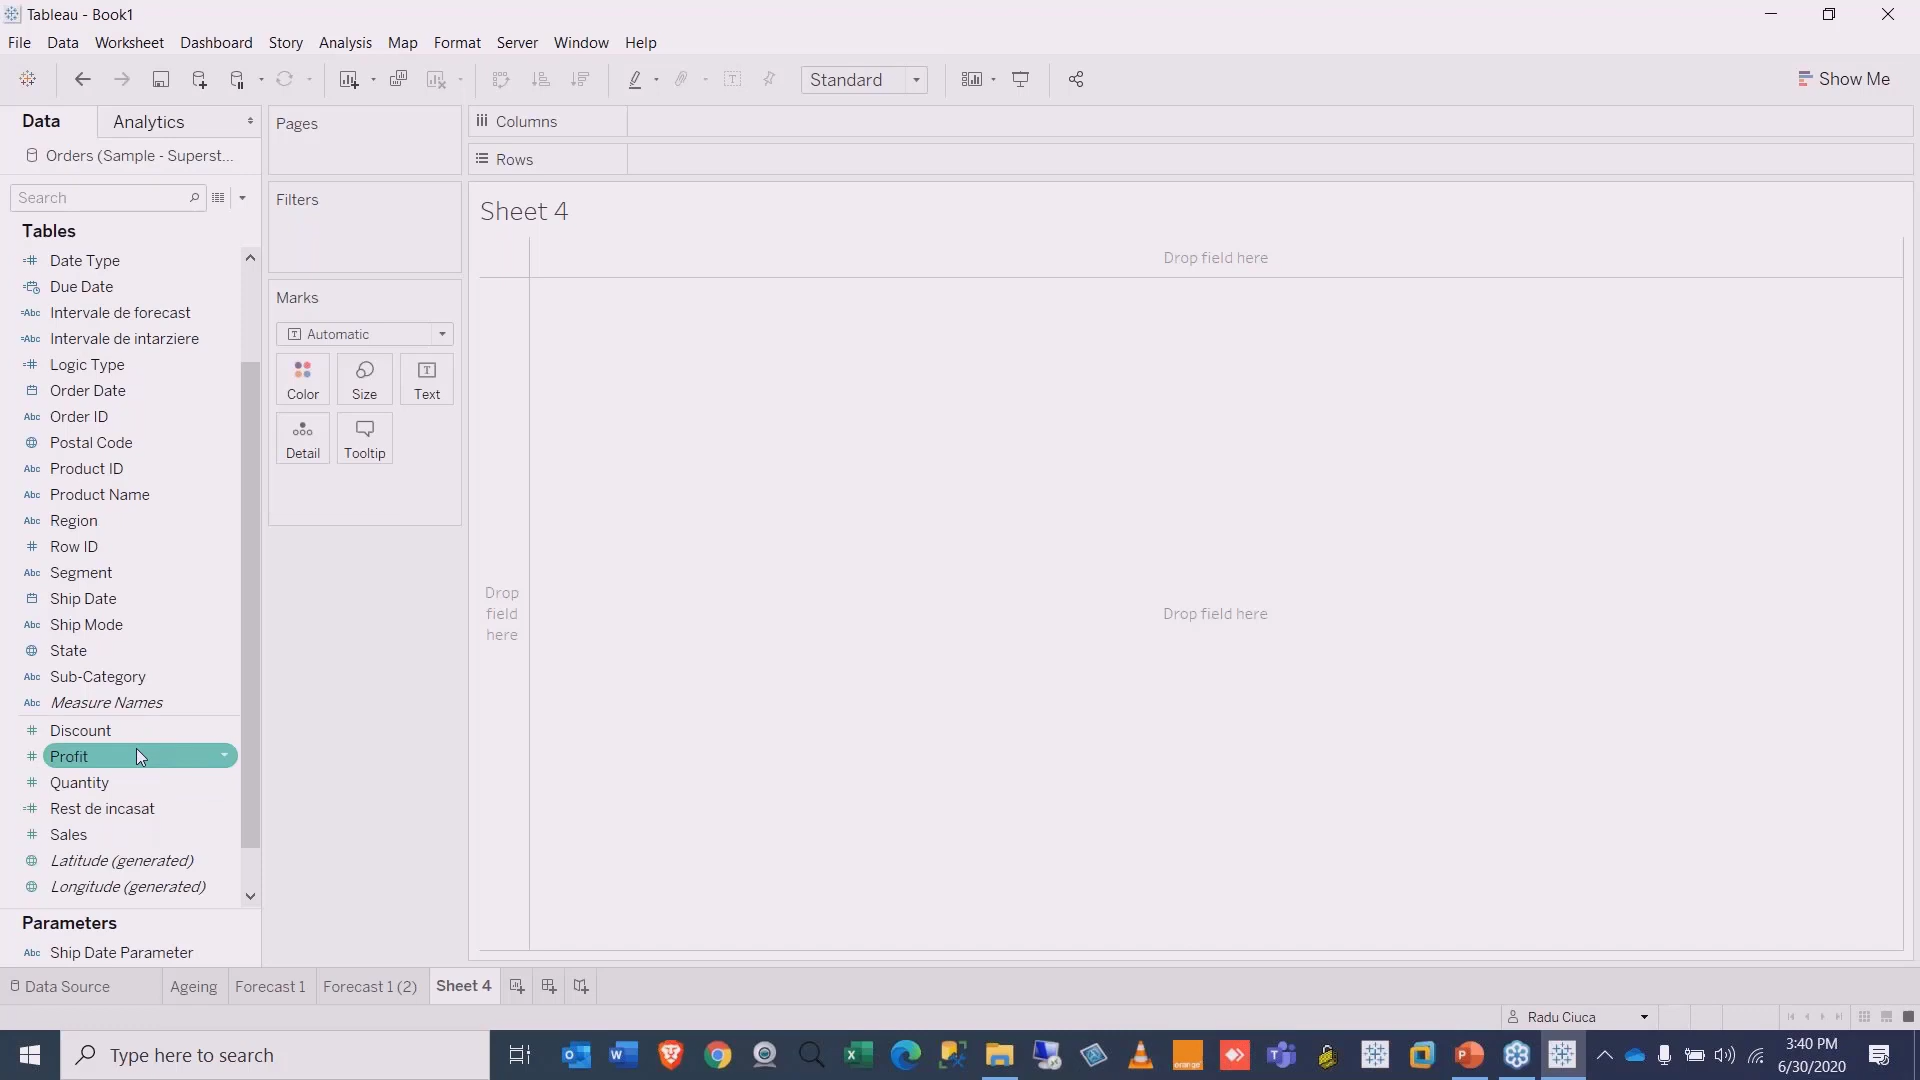 Tableau - Book1
File Data Worksheet Dashboard Story Analysis Map Format Server Window Help
Standard
Show Me
Data
Analytics
Orders (Sample - Superst...
Search
Tables
Date Type
Due Date
Intervale de forecast
Intervale de intarziere
Logic Type
Order Date
Order ID
Postal Code
Product ID
Product Name
Region
Row ID
Segment
Ship Date
Ship Mode
State
Sub-Category
Measure Names
Discount
Profit
Quantity
Rest de incasat
Sales
Latitude (generated)
Longitude (generated)
Parameters
Ship Date Parameter
Pages
Filters
Marks
Automatic
Color
Size
Text
Detail
Tooltip
Columns
Rows
Sheet 4
Drop field here
Drop
field
here
Drop field here
Data Source
Ageing
Forecast 1
Forecast 1 (2)
Sheet 4
Radu Ciuca
Type here to search
3:40 PM
6/30/2020